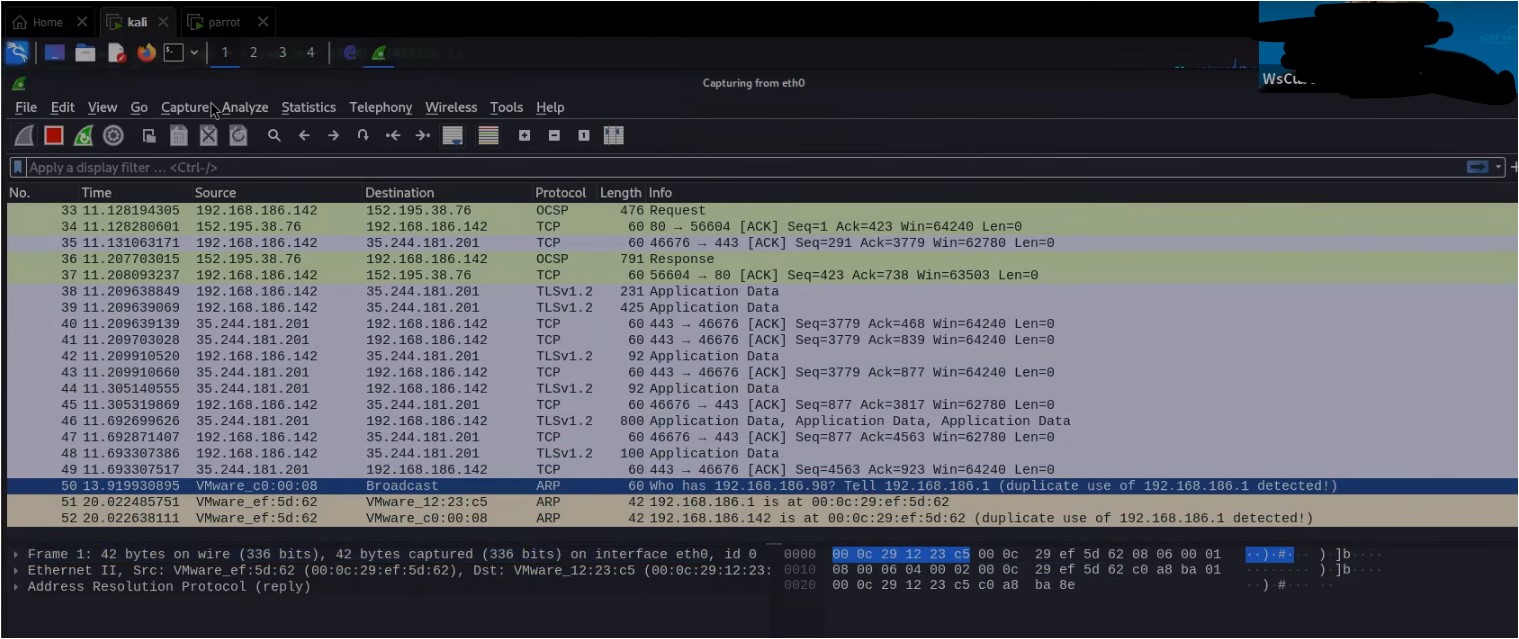 Home kali parrot
1 2 3 4
Capturing from eth0
File Edit View Go Capture Analyze Statistics Telephony Wireless Tools Help
Apply a display filter ... <Ctrl-/>
No. Time Source Destination Protocol Length Info
33 11.128194305 192.168.186.142 152.195.38.76 OCSP 476 Request
34 11.128280601 152.195.38.76 192.168.186.142 TCP 60 80 → 56604 [ACK] Seq=1 Ack=423 Win=64240 Len=0
35 11.131063171 192.168.186.142 35.244.181.201 TCP 60 46676 → 443 [ACK] Seq=291 Ack=3779 Win=62780 Len=0
36 11.207703015 152.195.38.76 192.168.186.142 OCSP 791 Response
37 11.208093237 192.168.186.142 152.195.38.76 TCP 60 56604 → 80 [ACK] Seq=423 Ack=738 Win=63503 Len=0
38 11.209638849 192.168.186.142 35.244.181.201 TLSv1.2 231 Application Data
39 11.209639069 192.168.186.142 35.244.181.201 TLSv1.2 425 Application Data
40 11.209639139 35.244.181.201 192.168.186.142 TCP 60 443 → 46676 [ACK] Seq=3779 Ack=468 Win=64240 Len=0
41 11.209703028 35.244.181.201 192.168.186.142 TCP 60 443 → 46676 [ACK] Seq=3779 Ack=839 Win=64240 Len=0
42 11.209910520 192.168.186.142 35.244.181.201 TLSv1.2 92 Application Data
43 11.209910660 35.244.181.201 192.168.186.142 TCP 60 443 → 46676 [ACK] Seq=3779 Ack=877 Win=64240 Len=0
44 11.305140555 35.244.181.201 192.168.186.142 TLSv1.2 92 Application Data
45 11.305319869 192.168.186.142 35.244.181.201 TCP 60 46676 → 443 [ACK] Seq=877 Ack=3817 Win=62780 Len=0
46 11.692699626 35.244.181.201 192.168.186.142 TLSv1.2 800 Application Data, Application Data, Application Data
47 11.692871407 192.168.186.142 35.244.181.201 TCP 60 46676 → 443 [ACK] Seq=877 Ack=4563 Win=62780 Len=0
48 11.693307386 192.168.186.142 35.244.181.201 TLSv1.2 100 Application Data
49 11.693307517 35.244.181.201 192.168.186.142 TCP 60 443 → 46676 [ACK] Seq=4563 Ack=923 Win=64240 Len=0
50 13.919930895 VMware_c0:00:08 Broadcast ARP 60 Who has 192.168.186.98? Tell 192.168.186.1 (duplicate use of 192.168.186.1 detected!)
51 20.022485751 VMware_ef:5d:62 VMware_12:23:c5 ARP 42 192.168.186.1 is at 00:0c:29:ef:5d:62
52 20.022638111 VMware_ef:5d:62 VMware_c0:00:08 ARP 42 192.168.186.142 is at 00:0c:29:ef:5d:62 (duplicate use of 192.168.186.1 detected!)
Frame 1: 42 bytes on wire (336 bits), 42 bytes captured (336 bits) on interface eth0, id 0
Ethernet II, Src: VMware_ef:5d:62 (00:0c:29:ef:5d:62), Dst: VMware_12:23:c5 (00:0c:29:12:23:
Address Resolution Protocol (reply)
0000 00 0c 29 12 23 c5 00 0c 29 ef 5d 62 08 06 00 01 ··)·#··· )·]b····
0010 08 00 06 04 00 02 00 0c 29 ef 5d 62 c0 a8 ba 01 ········ )·]b····
0020 00 0c 29 12 23 c5 c0 a8 ba 8e ··)·#··· ··